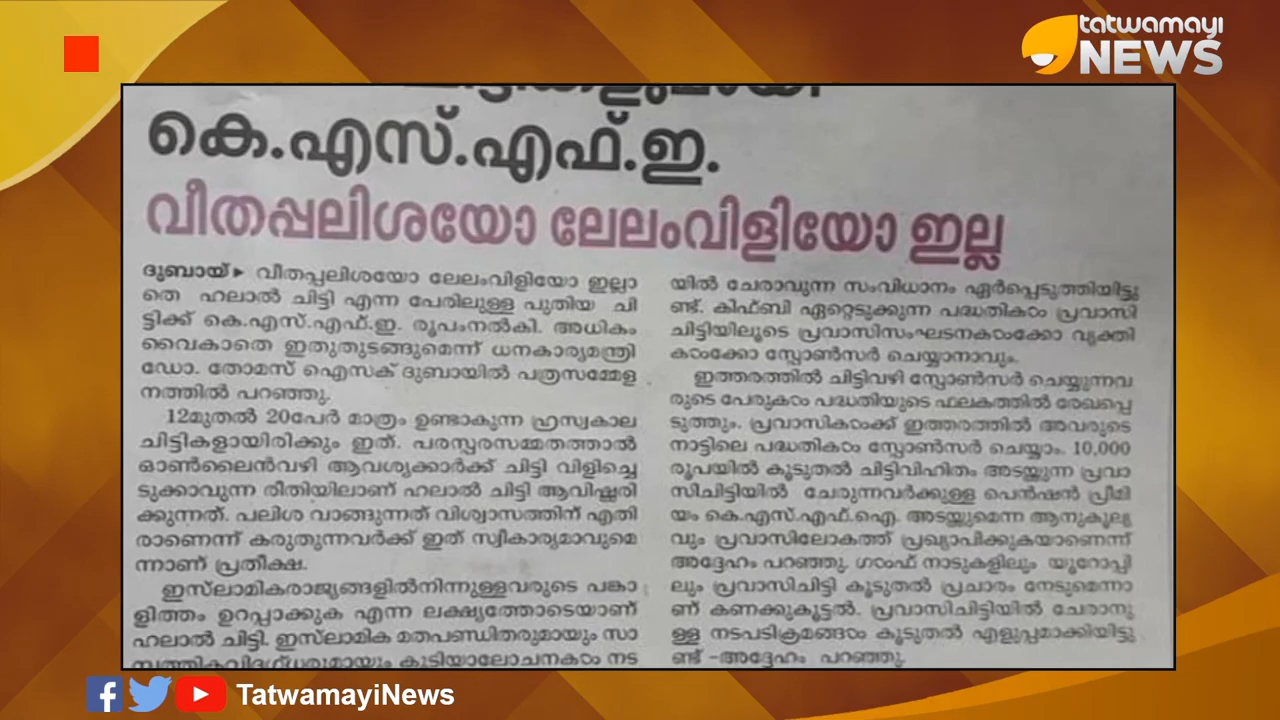 tatwamayi
NEWS
കെ.എസ്.എഫ്.ഇ.
വീതപ്പലിശയോ ലേലംവിളിയോ ഇല്ല
ദുബായ് ▸ വീതപ്പലിശയോ ലേലംവിളിയോ ഇല്ലാ
തെ ഹലാൽ ചിട്ടി എന്ന പേരിലുള്ള പുതിയ ചി
ട്ടിക്ക് കെ.എസ്.എഫ്.ഇ. രൂപംനൽകി. അധികം
വൈകാതെ ഇതുതുടങ്ങുമെന്ന് ധനകാര്യമന്ത്രി
ഡോ. തോമസ് ഐസക് ദുബായിൽ പത്രസമ്മേള
നത്തിൽ പറഞ്ഞു.
12മുതൽ 20പേർ മാത്രം ഉണ്ടാകുന്ന ഹ്രസ്വകാല
ചിട്ടികളായിരിക്കും ഇത്. പരസ്പരസമ്മതത്താൽ
ഓൺലൈൻവഴി ആവശ്യക്കാർക്ക് ചിട്ടി വിളിച്ചെ
ടുക്കാവുന്ന രീതിയിലാണ് ഹലാൽ ചിട്ടി ആവിഷ്കരി
ക്കുന്നത്. പലിശ വാങ്ങുന്നത് വിശ്വാസത്തിന് എതി
രാണെന്ന് കരുതുന്നവർക്ക് ഇത് സ്വീകാര്യമാവുമെ
ന്നാണ് പ്രതീക്ഷ.
ഇസ്‌ലാമികരാജ്യങ്ങളിൽനിന്നുള്ളവരുടെ പങ്കാ
ളിത്തം ഉറപ്പാക്കുക എന്ന ലക്ഷ്യത്തോടെയാണ്
ഹലാൽ ചിട്ടി. ഇസ്‌ലാമിക മതപണ്ഡിതരുമായും സാ
മ്പത്തികവിദഗ്ധരുമായും കൂടിയാലോചനകൾ നട
യിൽ ചേരാവുന്ന സംവിധാനം ഏർപ്പെടുത്തിയിട്ടു
ണ്ട്. കിഫ്ബി ഏറ്റെടുക്കുന്ന പദ്ധതികൾ പ്രവാസി
ചിട്ടിയിലൂടെ പ്രവാസിസംഘടനകൾക്കോ വ്യക്തി
കൾക്കോ സ്പോൺസർ ചെയ്യാനാവും.
ഇത്തരത്തിൽ ചിട്ടിവഴി സ്പോൺസർ ചെയ്യുന്നവ
രുടെ പേരുകൾ പദ്ധതിയുടെ ഫലകത്തിൽ രേഖപ്പെ
ടുത്തും. പ്രവാസികൾക്ക് ഇത്തരത്തിൽ അവരുടെ
നാട്ടിലെ പദ്ധതികൾ സ്പോൺസർ ചെയ്യാം. 10,000
രൂപയിൽ കൂടുതൽ ചിട്ടിവിഹിതം അടയ്ക്കുന്ന പ്രവാ
സിചിട്ടിയിൽ ചേരുന്നവർക്കുള്ള പെൻഷൻ പ്രീമി
യം കെ.എസ്.എഫ്.ഐ. അടയ്ക്കുമെന്ന ആനുകൂല്യ
വും പ്രവാസിലോകത്ത് പ്രഖ്യാപിക്കുകയാണെന്ന്
അദ്ദേഹം പറഞ്ഞു. ഗൾഫ് നാടുകളിലും യൂറോപ്പി
ലും പ്രവാസിചിട്ടി കൂടുതൽ പ്രചാരം നേടുമെന്നാ
ണ് കണക്കുകൂട്ടൽ. പ്രവാസിചിട്ടിയിൽ ചേരാനു
ള്ള നടപടിക്രമങ്ങൾ കൂടുതൽ എളുപ്പമാക്കിയിട്ടു
ണ്ട് -അദ്ദേഹം പറഞ്ഞു.
TatwamayiNews